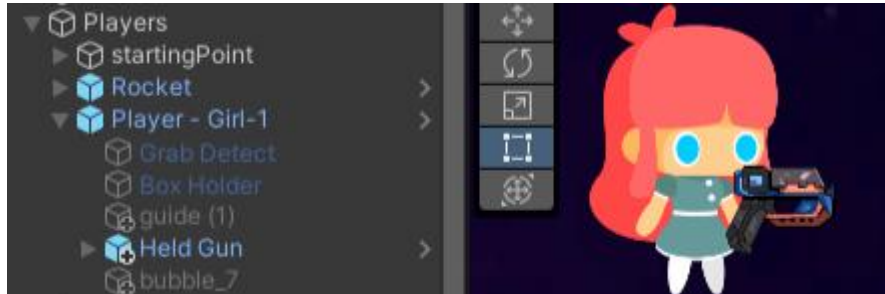 Players
startingPoint
Rocket
Player - Girl-1
Grab Detect
Box Holder
guide (1)
Held Gun
bubble_7